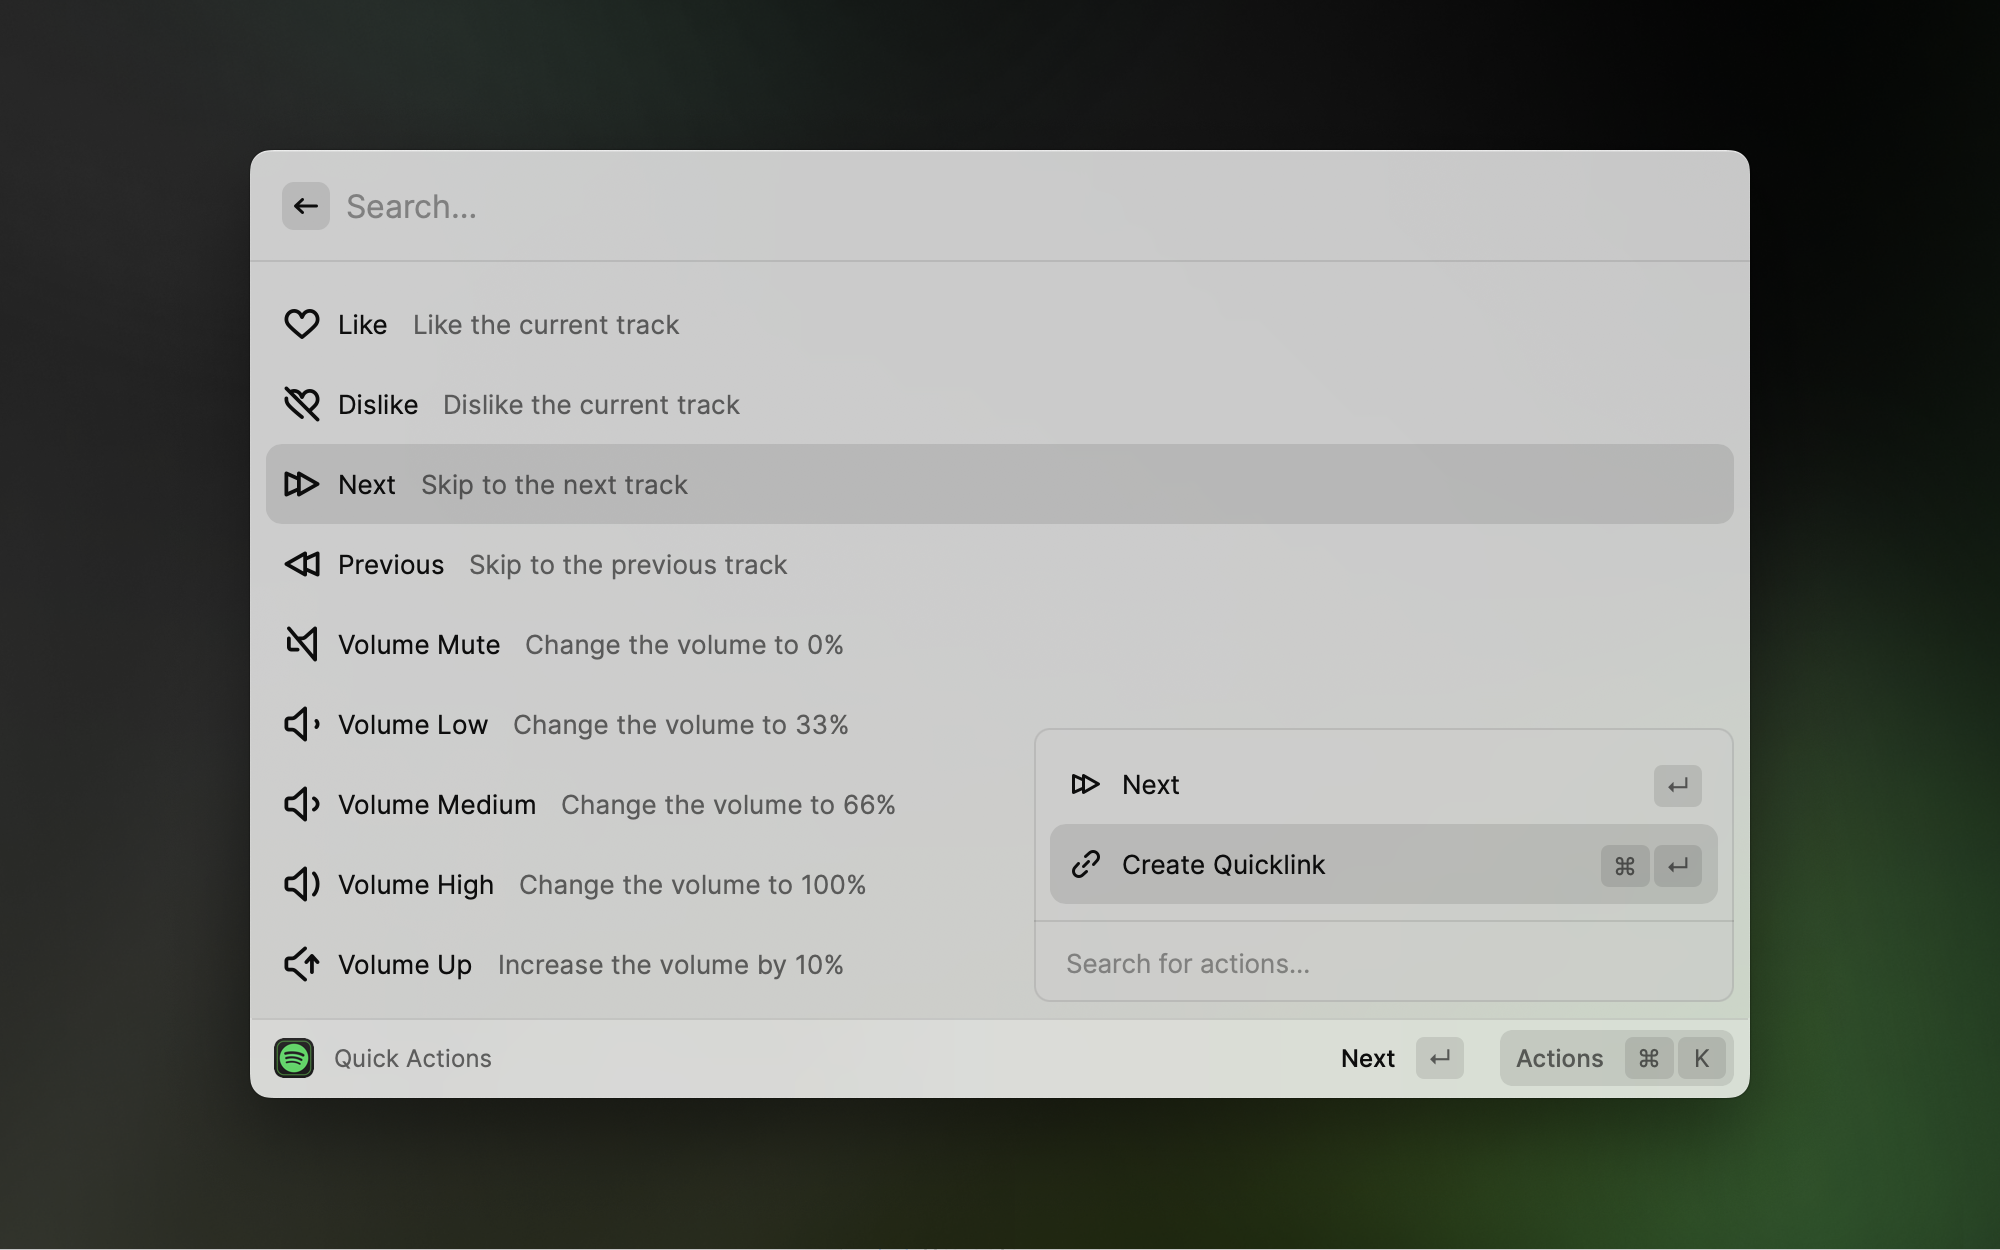 Search...
Like Like the current track
Dislike Dislike the current track
Next Skip to the next track
Previous Skip to the previous track
Volume Mute Change the volume to 0%
Volume Low Change the volume to 33%
Volume Medium Change the volume to 66%
Volume High Change the volume to 100%
Volume Up Increase the volume by 10%
Next ↵
Create Quicklink ⌘ ↵
Search for actions...
Quick Actions
Next ↵
Actions ⌘ K